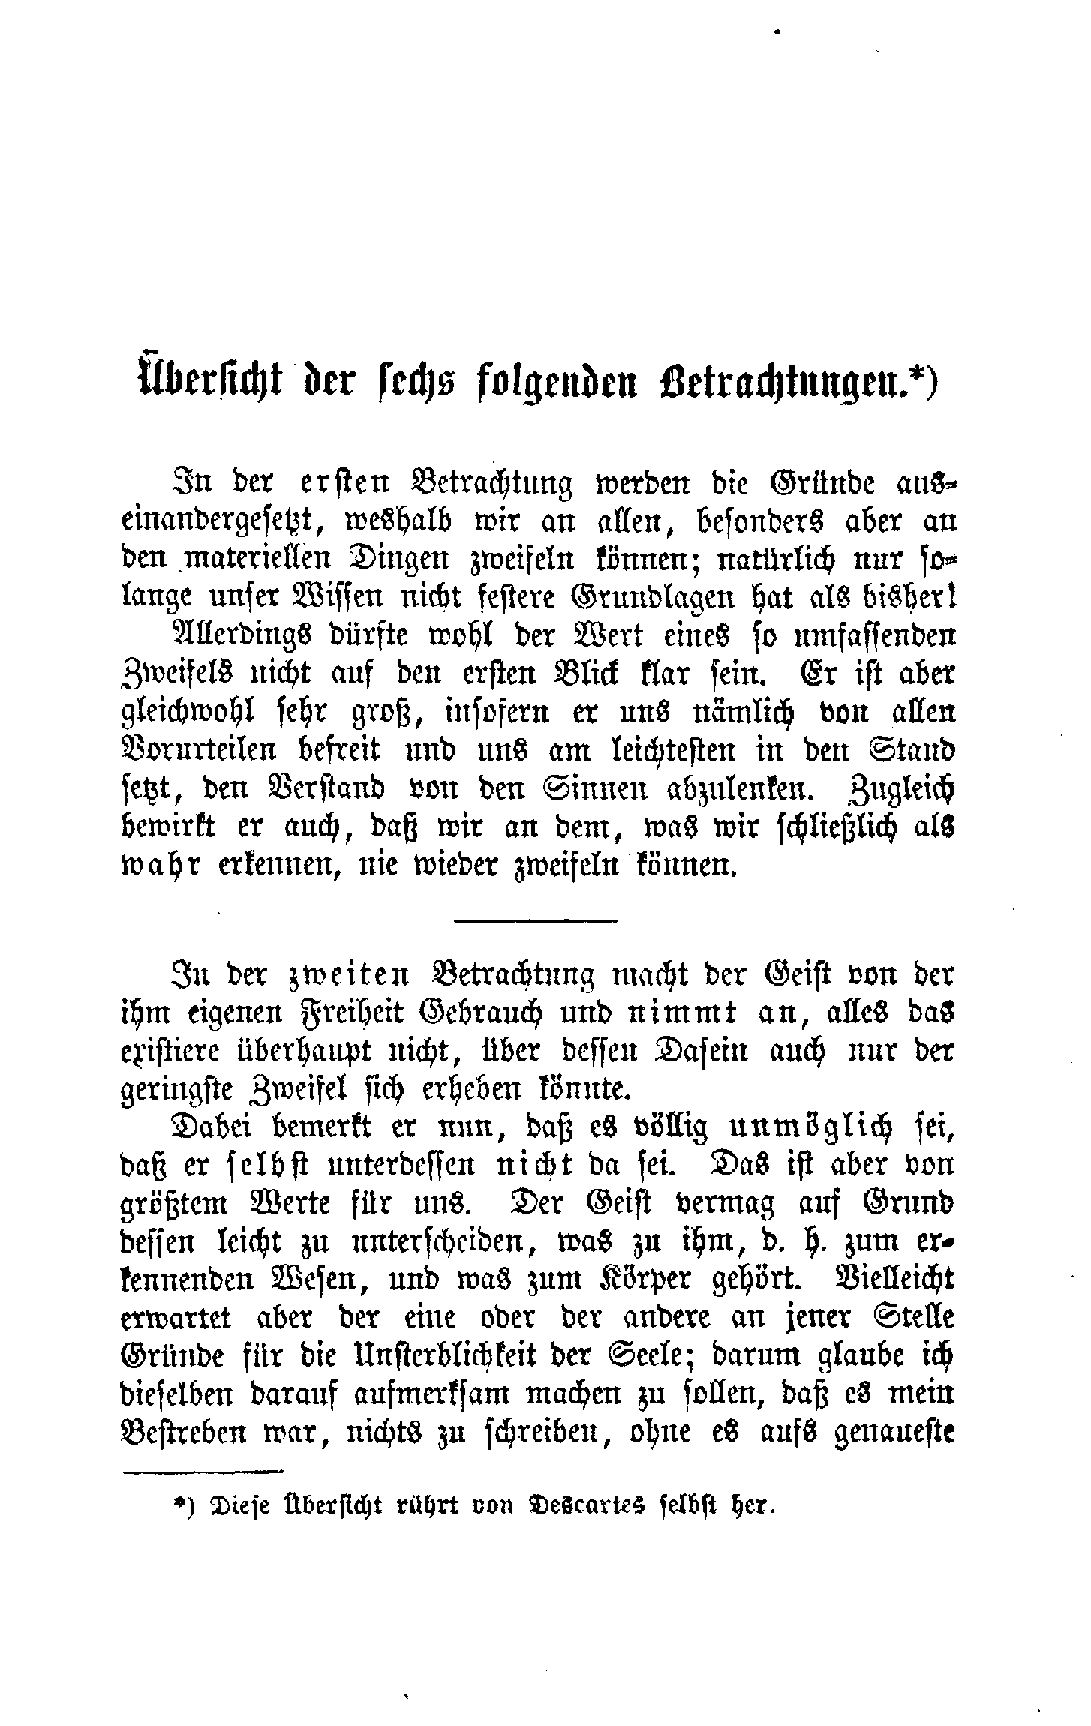 Übersicht der sechs folgenden Betrachtungen.*)
In der ersten Betrachtung werden die Gründe aus-
einandergesetzt, weshalb wir an allen, besonders aber an
den materiellen Dingen zweifeln können; natürlich nur so-
lange unser Wissen nicht festere Grundlagen hat als bisher!
Allerdings dürfte wohl der Wert eines so umfassenden
Zweifels nicht auf den ersten Blick klar sein. Er ist aber
gleichwohl sehr groß, insofern er uns nämlich von allen
Vorurteilen befreit und uns am leichtesten in den Stand
setzt, den Verstand von den Sinnen abzulenken. Zugleich
bewirkt er auch, daß wir an dem, was wir schließlich als
wahr erkennen, nie wieder zweifeln können.
In der zweiten Betrachtung macht der Geist von der
ihm eigenen Freiheit Gebrauch und nimmt an, alles das
existiere überhaupt nicht, über dessen Dasein auch nur der
geringste Zweifel sich erheben könnte.
Dabei bemerkt er nun, daß es völlig unmöglich sei,
daß er selbst unterdessen nicht da sei. Das ist aber von
größtem Werte für uns. Der Geist vermag auf Grund
dessen leicht zu unterscheiden, was zu ihm, d. h. zum er-
kennenden Wesen, und was zum Körper gehört. Vielleicht
erwartet aber der eine oder der andere an jener Stelle
Gründe für die Unsterblichkeit der Seele; darum glaube ich
dieselben darauf aufmerksam machen zu sollen, daß es mein
Bestreben war, nichts zu schreiben, ohne es aufs genaueste
*) Diese Übersicht rührt von Descartes selbst her.